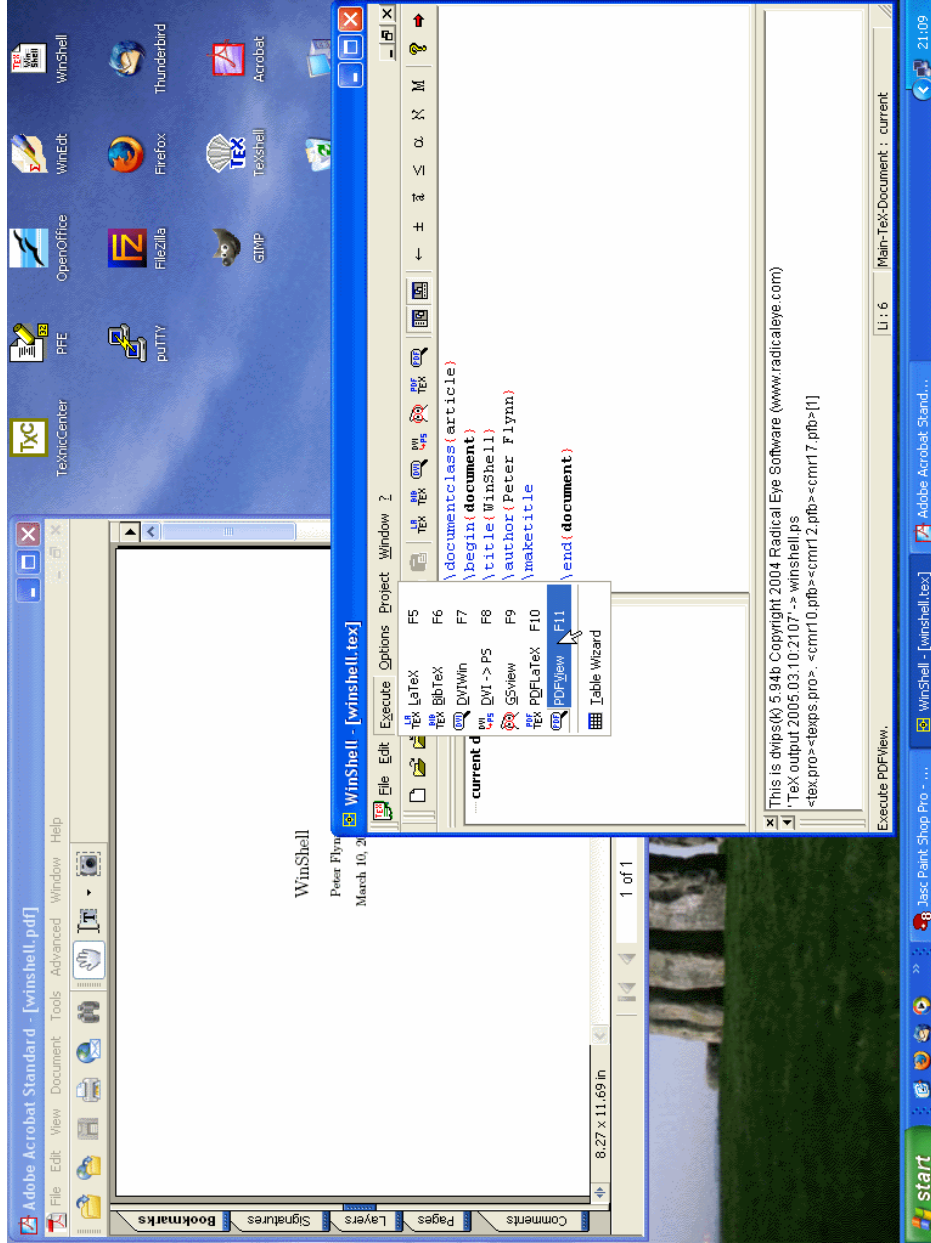 Adobe Acrobat Standard - [winshell.pdf]
File Edit View Document Tools Advanced Window Help
Bookmarks
Signatures
Layers
Pages
Comments
WinShell
Peter Flyn
March 10, 20
8.27 x 11.69 in
1 of 1
TeXnicCenter
PFE
OpenOffice
WinEdt
WinShell
puTTY
FileZilla
Firefox
Thunderbird
GIMP
TeXshell
Acrobat
WinShell - [winshell.tex]
File Edit Execute Options Project Window ?
LaTeX F5
BibTeX F6
DVIWin F7
DVI -> PS F8
GSview F9
PDFLaTeX F10
PDFView F11
Table Wizard
current d
\documentclass{article}
\begin{document}
\title{WinShell}
\author{Peter Flynn}
\maketitle
\end{document}
This is dvips(k) 5.94b Copyright 2004 Radical Eye Software (www.radicaleye.com)
' TeX output 2005.03.10:2107' -> winshell.ps
<tex.pro><texps.pro>. <cmr10.pfb><cmr12.pfb><cmr17.pfb>[1]
Execute PDFView.
Li : 6
Main-TeX-Document : current
start
Jasc Paint Shop Pro - ...
WinShell - [winshell.tex]
Adobe Acrobat Stand...
21:09